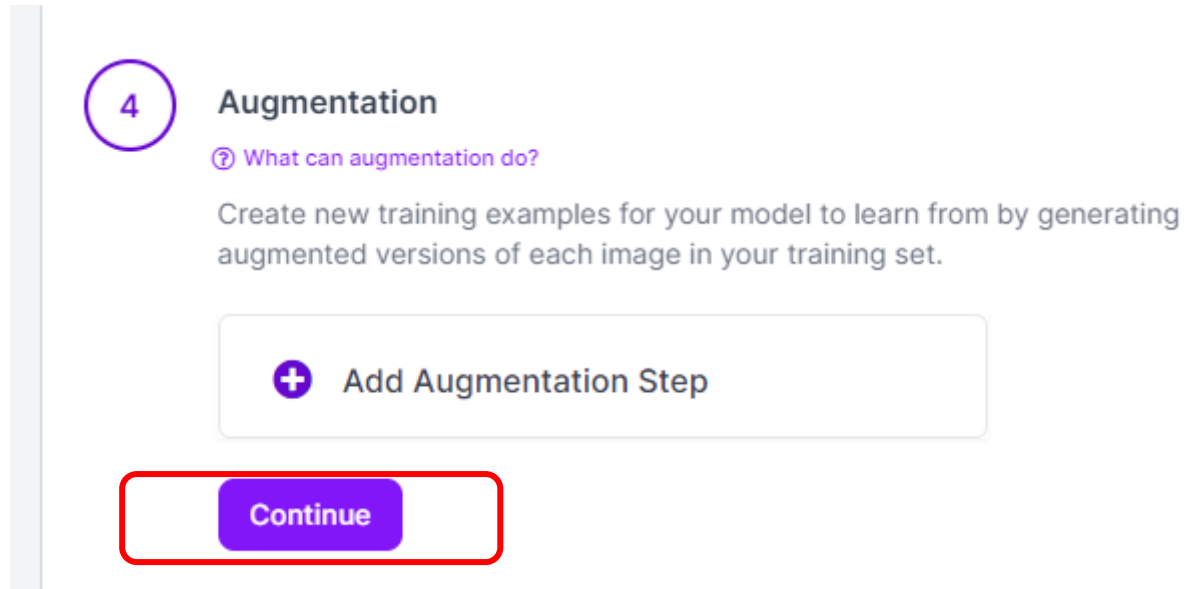 4
Augmentation
What can augmentation do?
Create new training examples for your model to learn from by generating
augmented versions of each image in your training set.
Add Augmentation Step
Continue